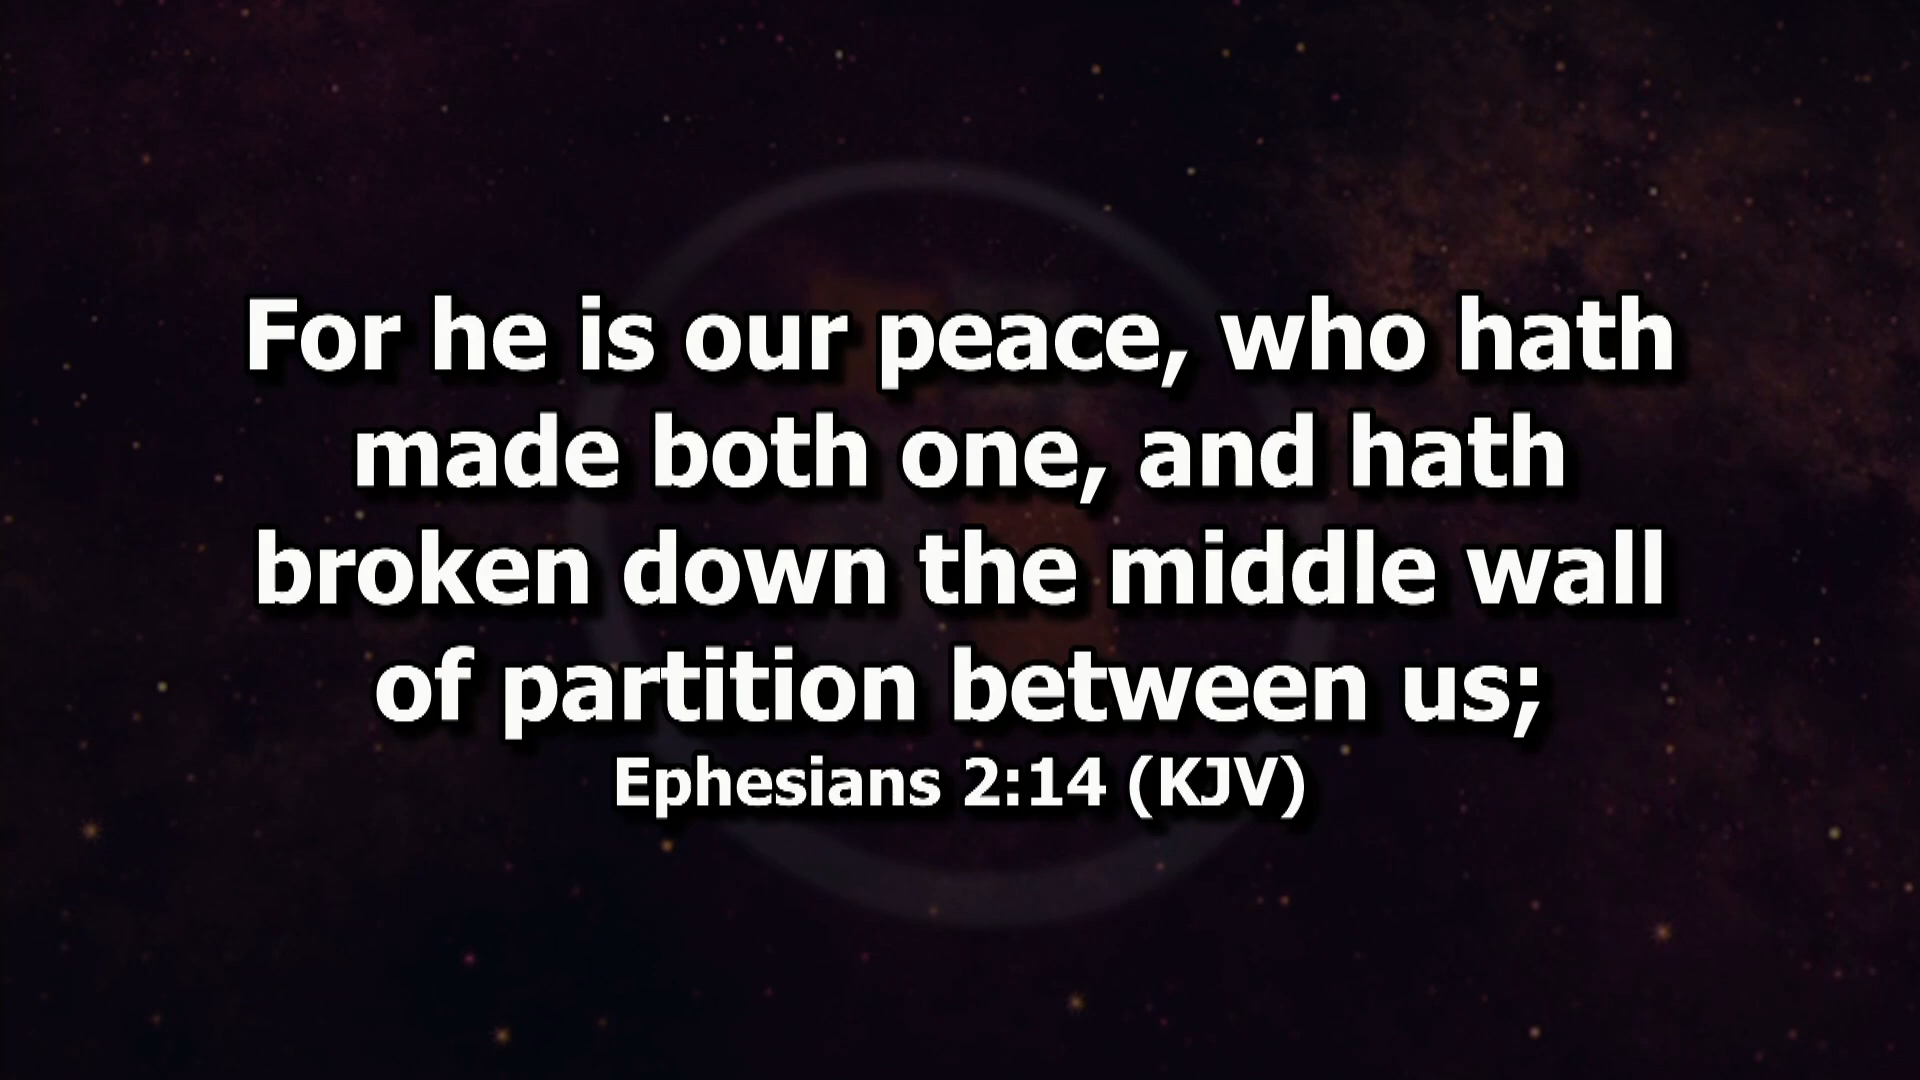 For he is our peace, who hath
made both one, and hath
broken down the middle wall
of partition between us;
Ephesians 2:14 (KJV)